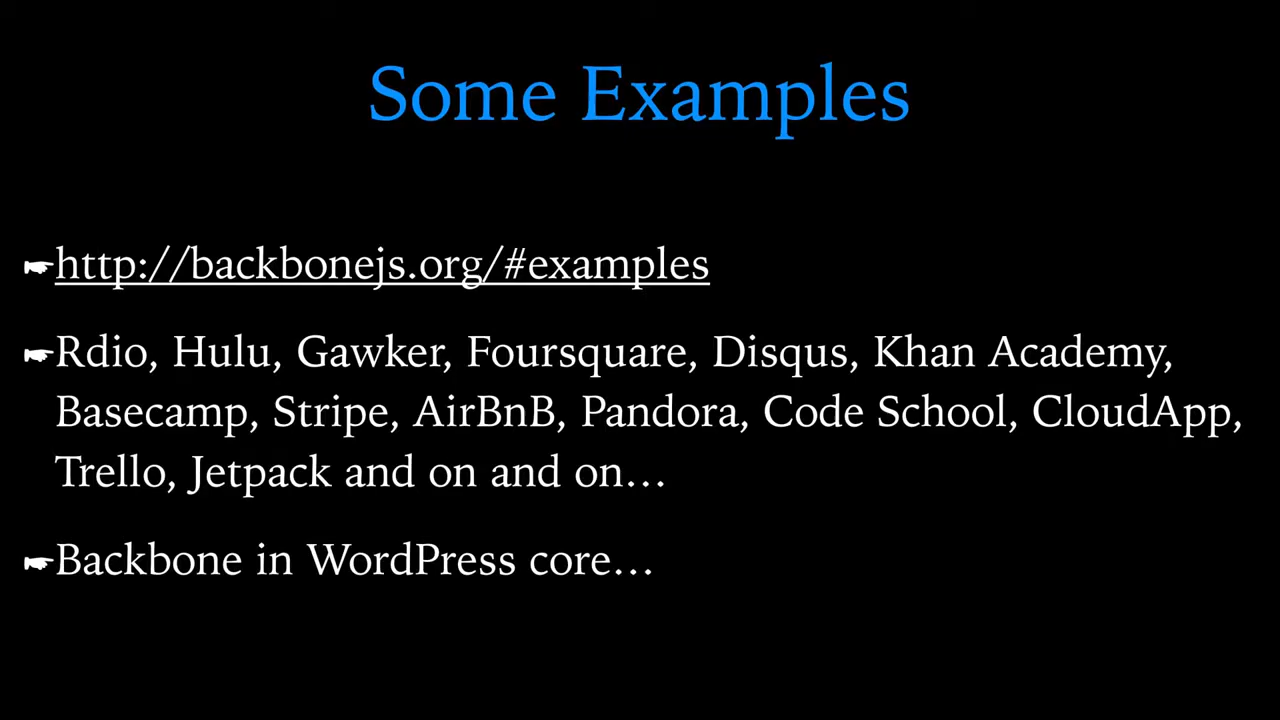 Some Examples
☛http://backbonejs.org/#examples
☛Rdio, Hulu, Gawker, Foursquare, Disqus, Khan Academy,
Basecamp, Stripe, AirBnB, Pandora, Code School, CloudApp,
Trello, Jetpack and on and on…
☛Backbone in WordPress core…